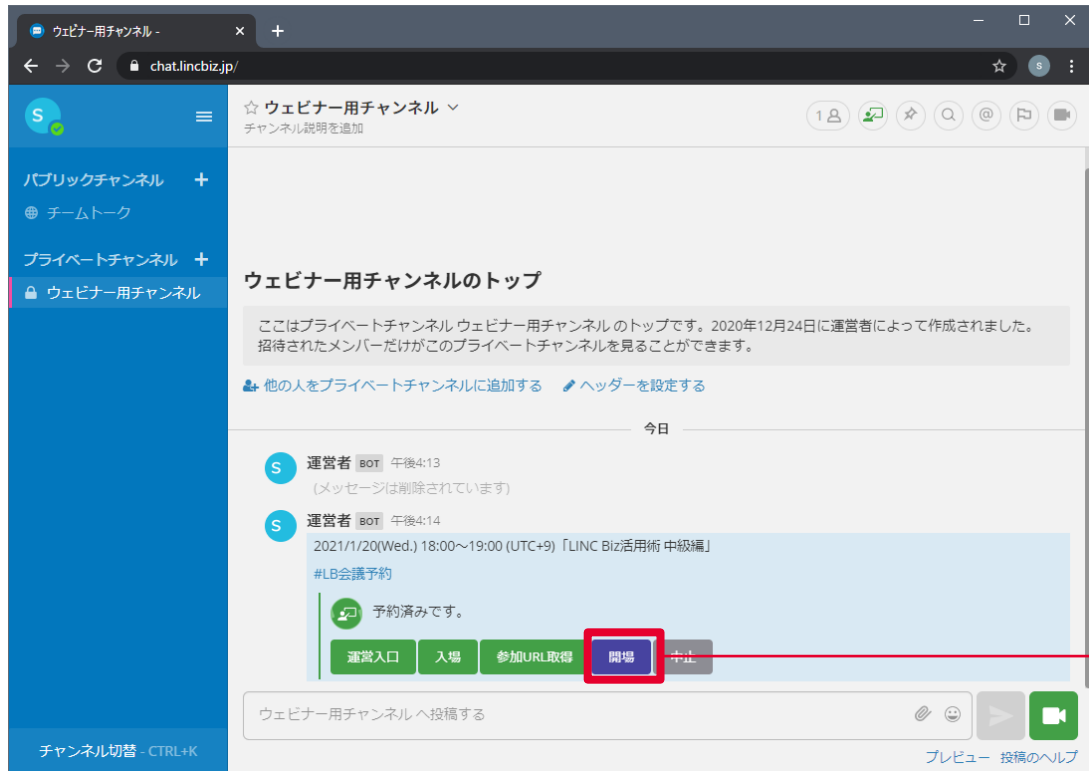 ウェビナー用チャンネル -
chat.lincbiz.jp/
S
S
ウェビナー用チャンネル
チャンネル説明を追加
1
パブリックチャンネル
チームトーク
プライベートチャンネル
ウェビナー用チャンネル
ウェビナー用チャンネルのトップ
ここはプライベートチャンネル ウェビナー用チャンネル のトップです。2020年12月24日に運営者によって作成されました。
招待されたメンバーだけがこのプライベートチャンネルを見ることができます。
他の人をプライベートチャンネルに追加する ヘッダーを設定する
今日
S 運営者 BOT 午後4:13
(メッセージは削除されています)
S 運営者 BOT 午後4:14
2021/1/20(Wed.) 18:00～19:00 (UTC+9)「LINC Biz活用術 中級編」
#LB会議予約
予約済みです。
運営入口 入場 参加URL取得 開場 中止
ウェビナー用チャンネル へ投稿する
チャンネル切替 - CTRL+K
プレビュー 投稿のヘルプ